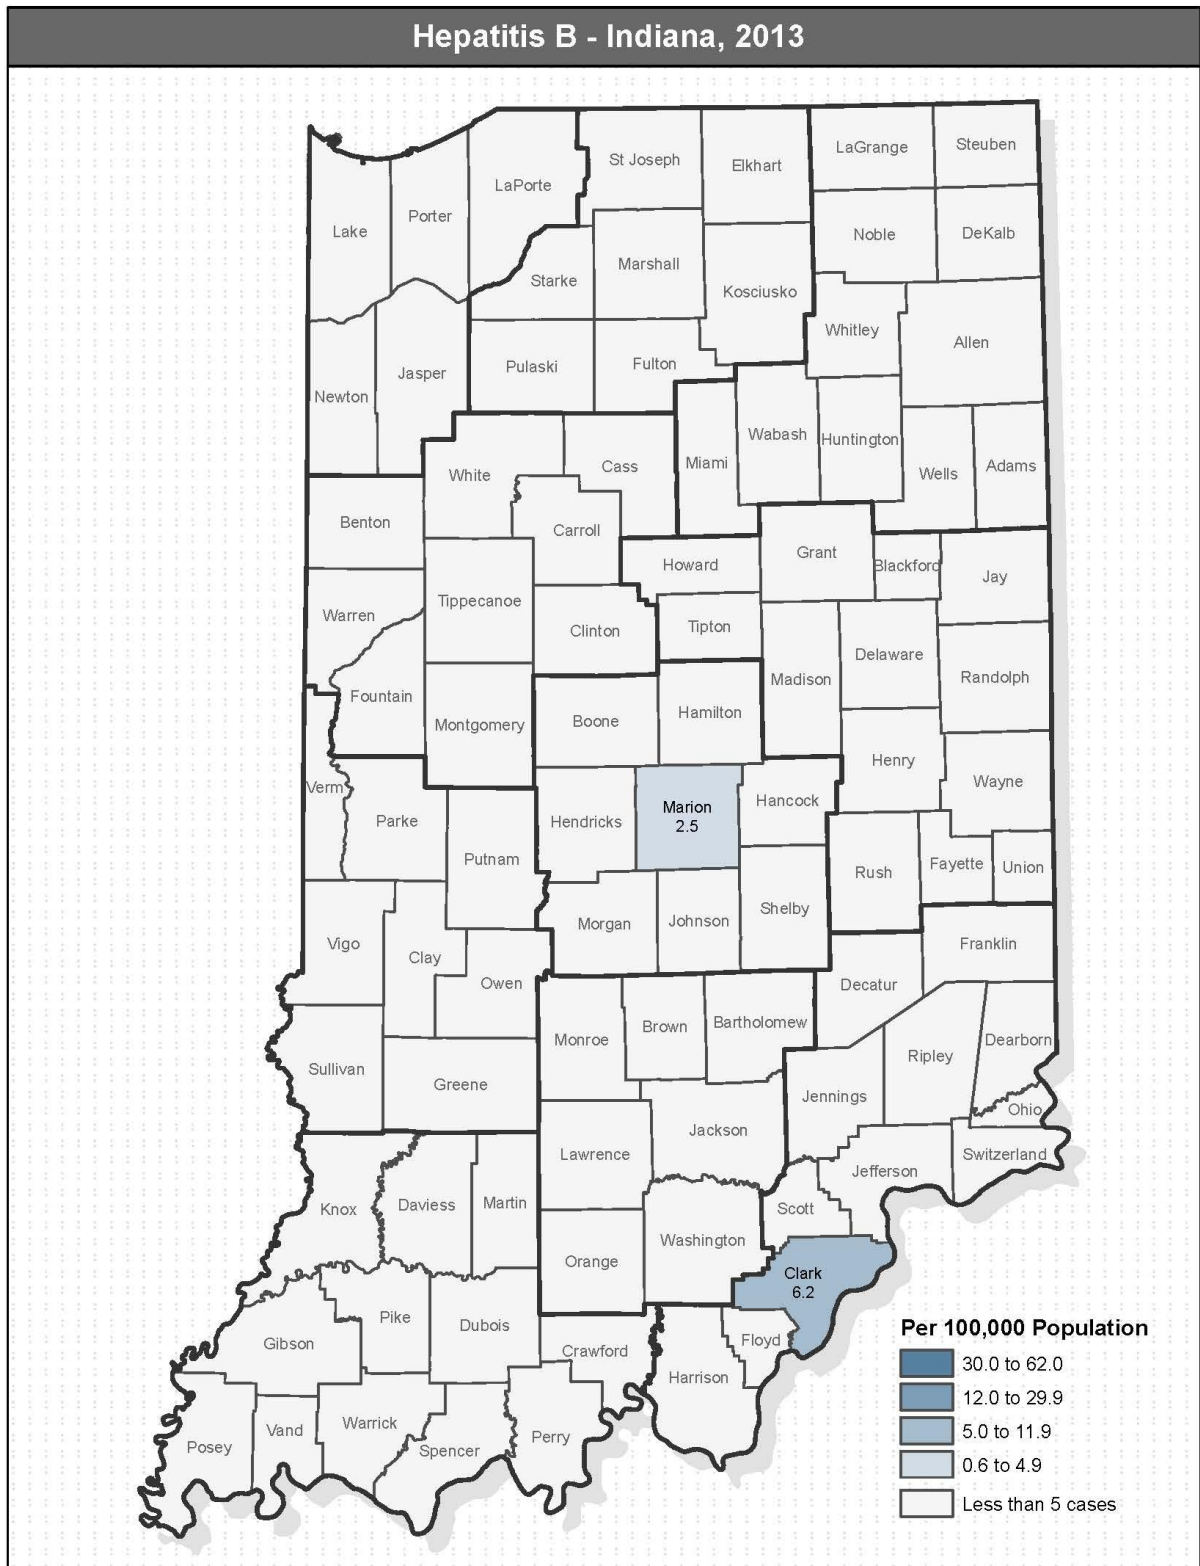 Hepatitis B - Indiana, 2013
LaGrange
Steuben
St Joseph
Elkhart
LaPorte
Porter
Lake
Noble
DeKalb
Marshall
Starke
Kosciusko
Whitley
Allen
Pulaski
Fulton
Jasper
Newton
Wabash
Huntington
Miami
White
Cass
Wells
Adams
Benton
Carroll
Grant
Howard
Blackford
Jay
Tippecanoe
Warren
Clinton
Tipton
Delaware
Madison
Randolph
Fountain
Montgomery
Boone
Hamilton
Henry
Wayne
Verm
Parke
Hendricks
Marion
2.5
Hancock
Putnam
Rush
Fayette
Union
Morgan
Johnson
Shelby
Vigo
Clay
Franklin
Owen
Decatur
Monroe
Brown
Bartholomew
Dearborn
Ripley
Sullivan
Greene
Jennings
Ohio
Jackson
Lawrence
Switzerland
Jefferson
Knox
Daviess
Martin
Scott
Washington
Orange
Clark
6.2
Pike
Dubois
Gibson
Crawford
Floyd
Harrison
Posey
Vand
Warrick
Spencer
Perry
Per 100,000 Population
30.0 to 62.0
12.0 to 29.9
5.0 to 11.9
0.6 to 4.9
Less than 5 cases